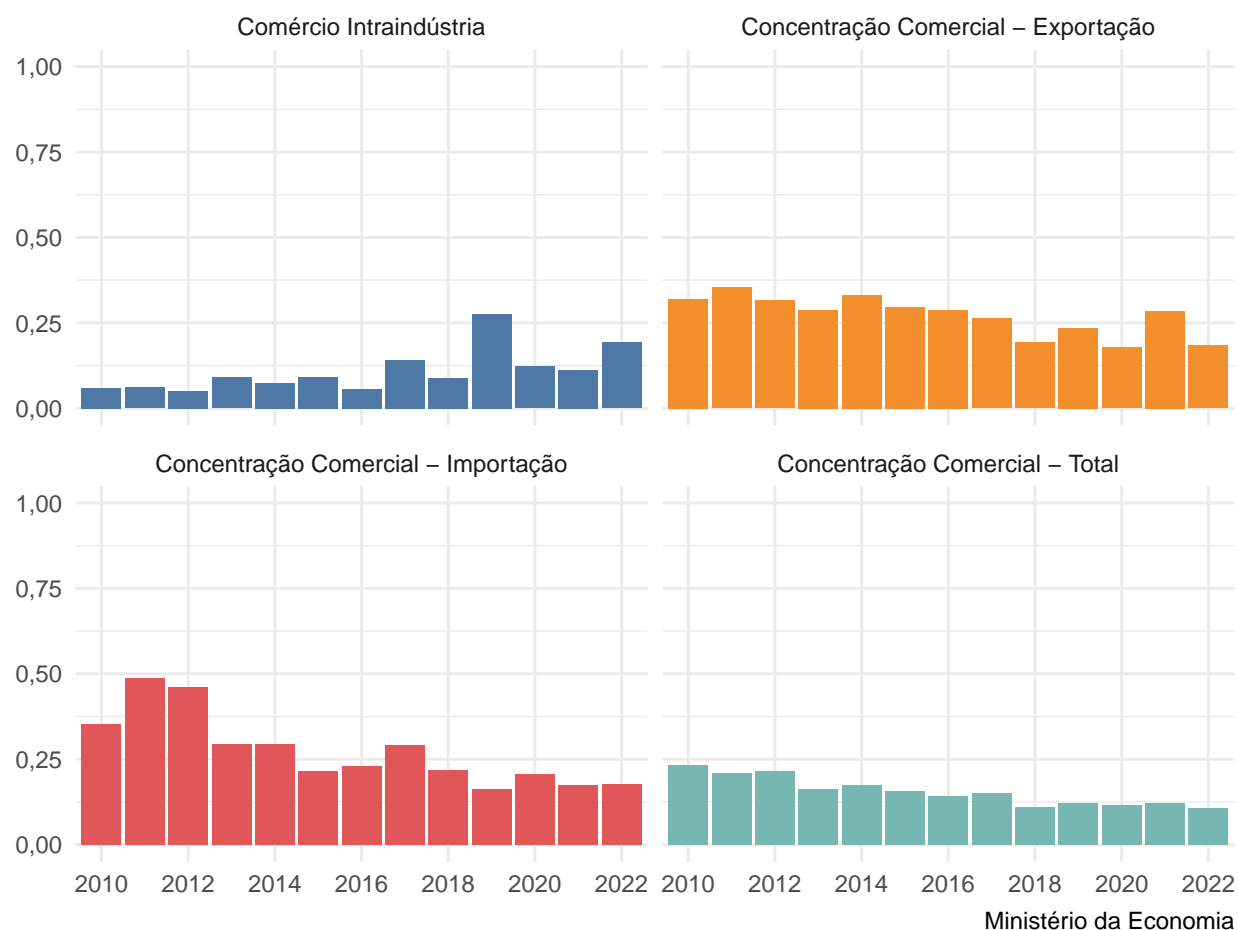 Comércio Intraindústria
Concentração Comercial – Exportação
1,00
0,75
0,50
0,25
0,00
Concentração Comercial – Importação
Concentração Comercial – Total
1,00
0,75
0,50
0,25
0,00
2010 2012 2014 2016 2018 2020 2022
2010 2012 2014 2016 2018 2020 2022
Ministério da Economia